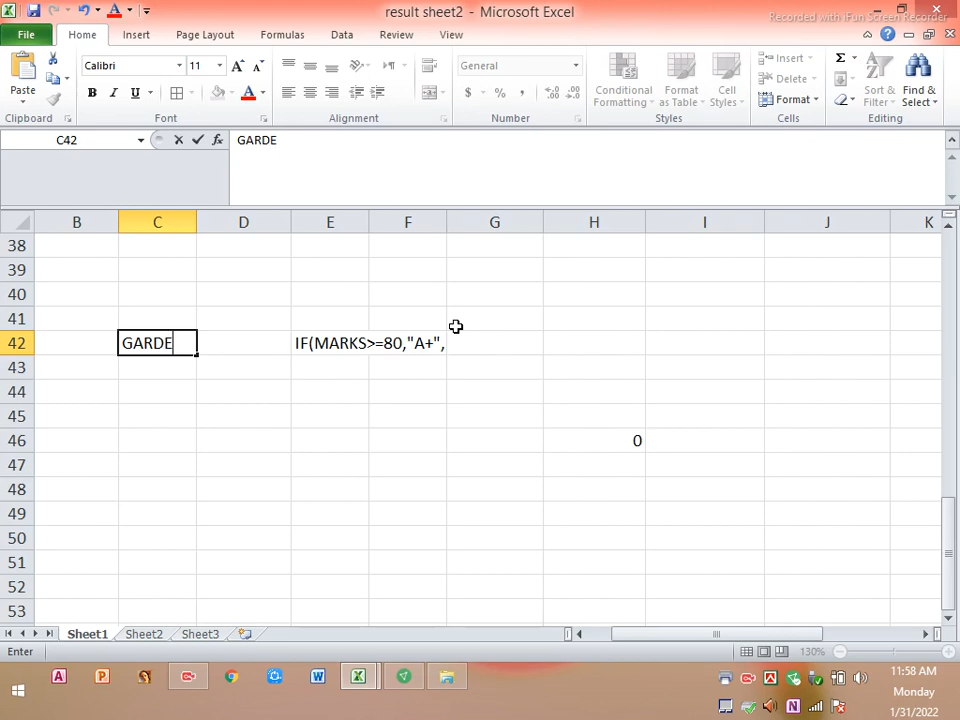 result sheet2 - Microsoft Excel
Recorded with iFun Screen Recorder
File Home Insert Page Layout Formulas Data Review View
Paste
Calibri 11
B I U A
General
$ % ,
Conditional Formatting
Format as Table
Cell Styles
Insert
Delete
Format
Σ
Sort & Filter
Find & Select
Clipboard Font Alignment Number Styles Cells Editing
C42 fx GARDE
B C D E F G H I J K
38
39
40
41
42 GARDE IF(MARKS>=80,"A+",
43
44
45
46 0
47
48
49
50
51
52
53
Sheet1 Sheet2 Sheet3
Enter 130%
11:58 AM
Monday
1/31/2022